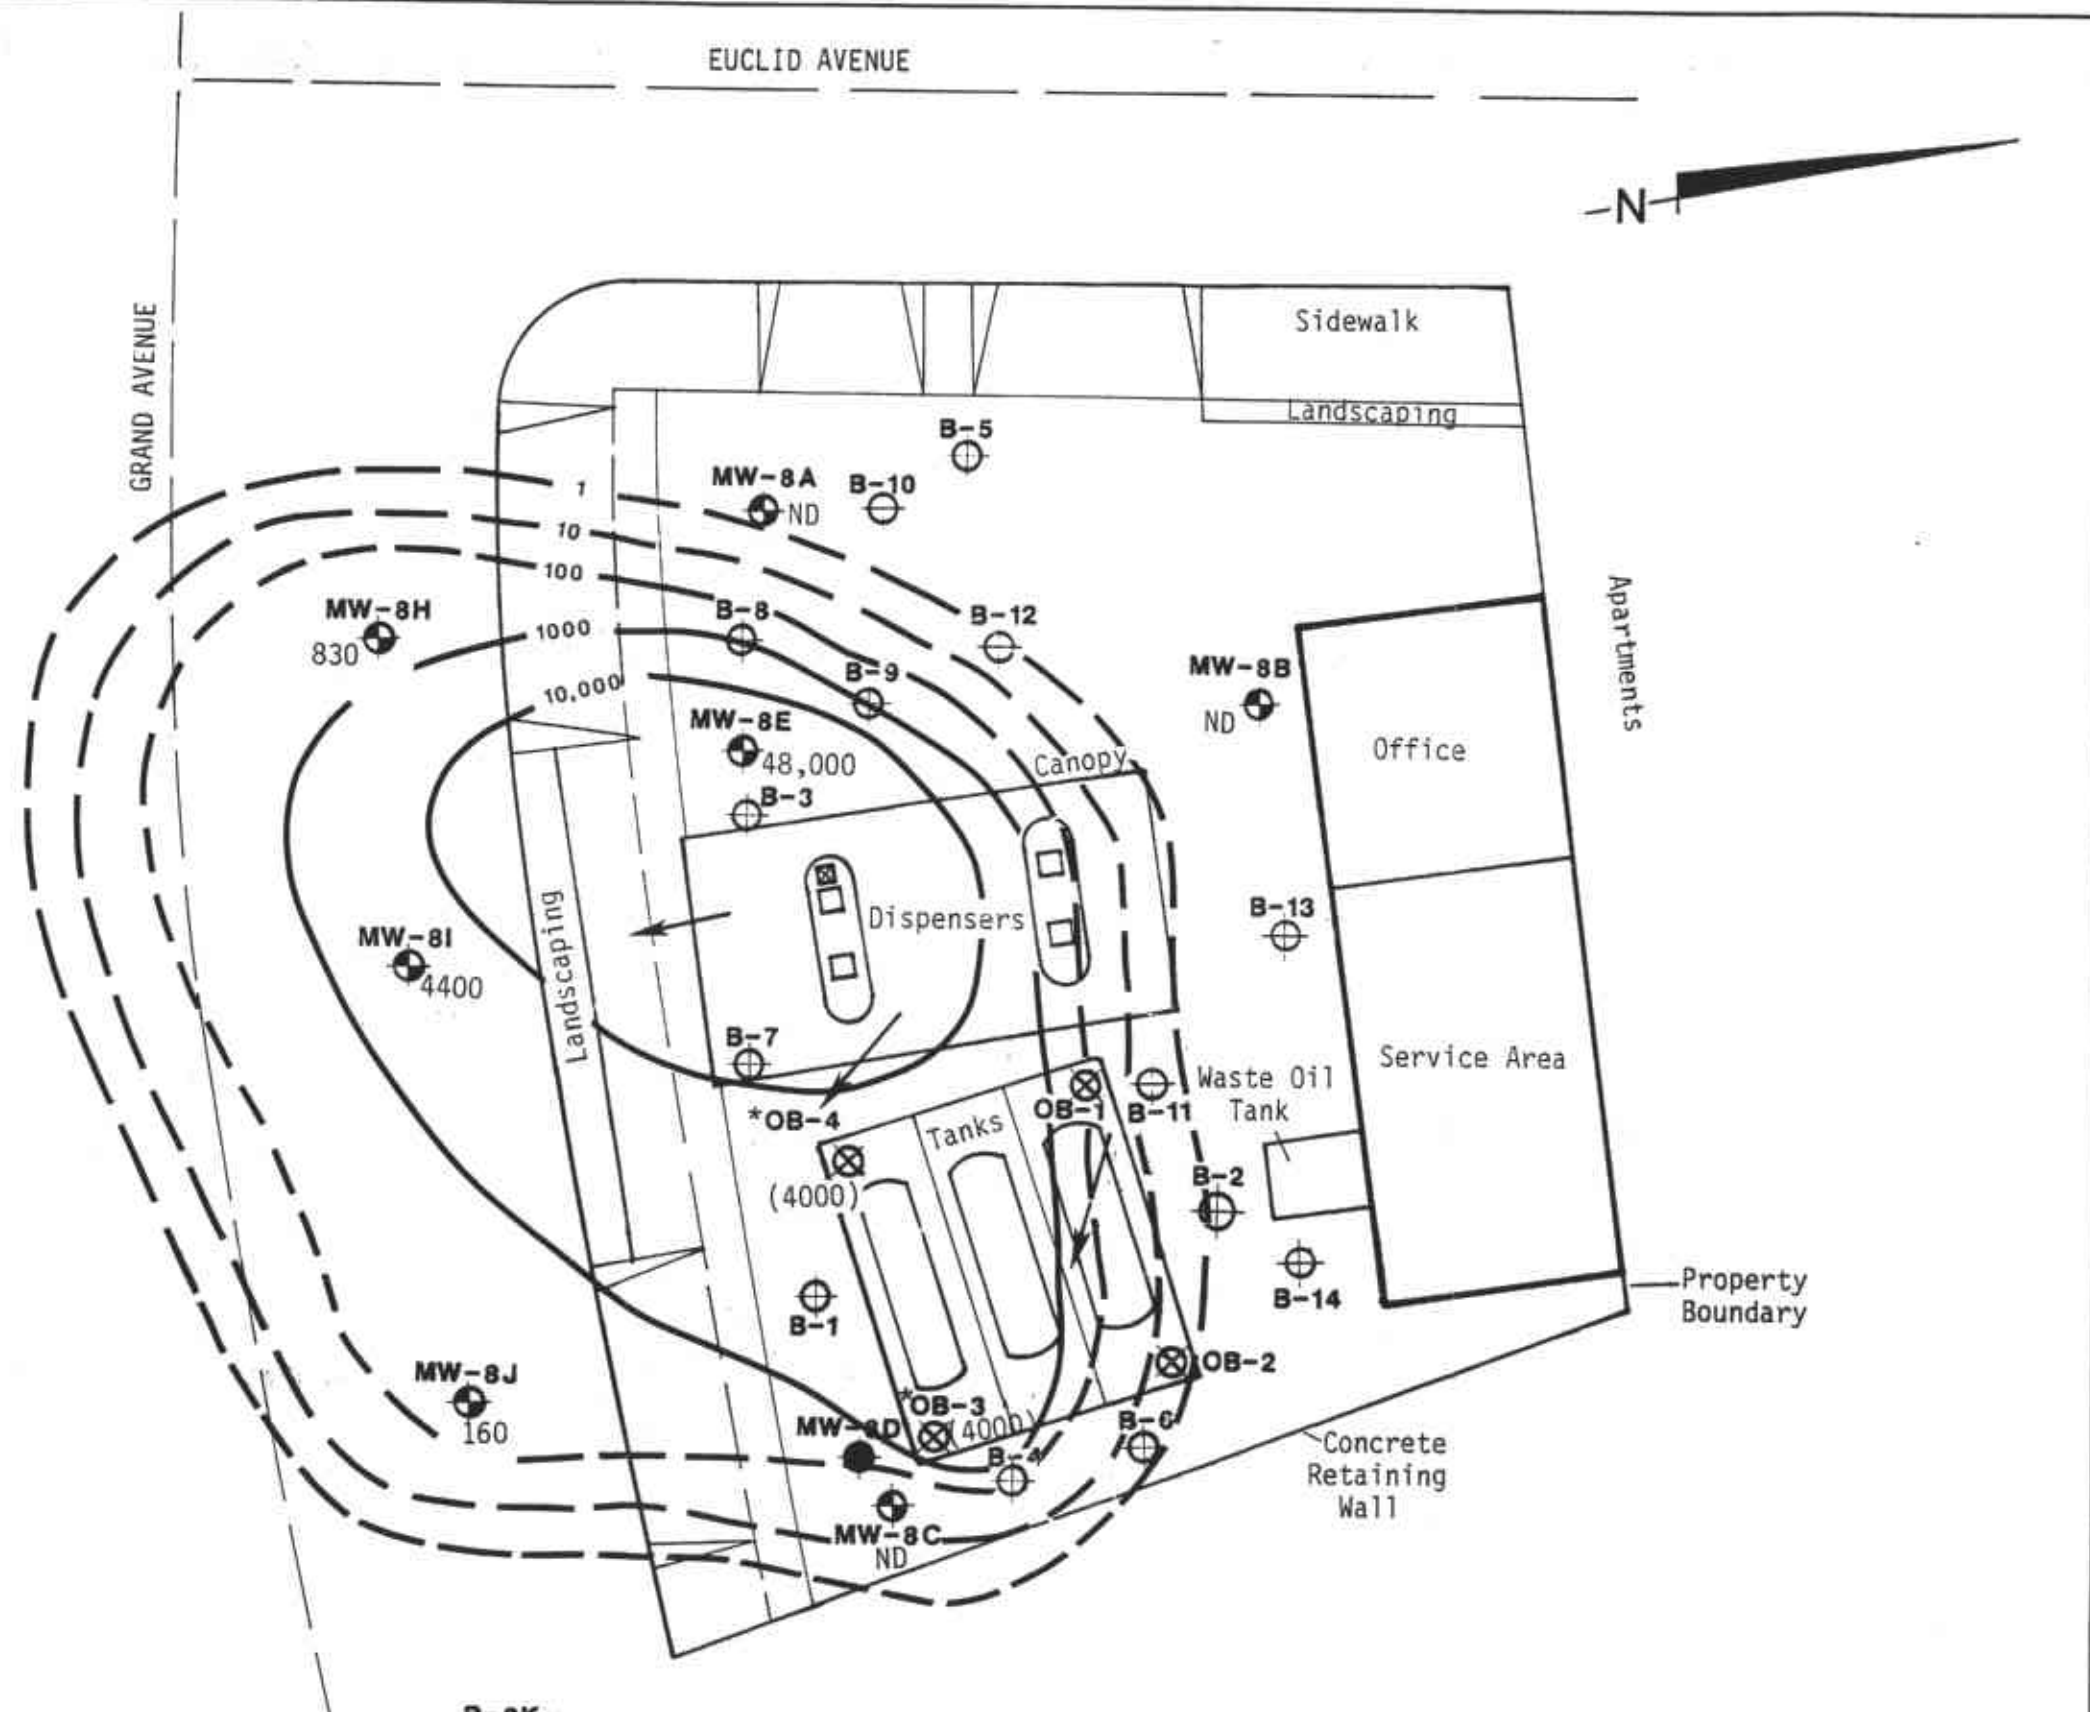 EUCLID AVENUE
N
GRAND AVENUE
Sidewalk
Landscaping
B-5
MW-8A
ND
B-10
1
10
100
1000
10,000
MW-8H
830
B-8
B-12
B-9
MW-8B
ND
Apartments
Office
MW-8E
48,000
Canopy
B-3
Dispensers
B-13
Landscaping
MW-8I
4400
B-7
Service Area
Waste Oil
Tank
*OB-4
(4000)
Tanks
OB-1
B-11
B-2
B-14
B-1
Property
Boundary
MW-8J
160
OB-2
*OB-3
(4000)
MW-8D
B-4
B-6
MW-8C
ND
Concrete
Retaining
Wall